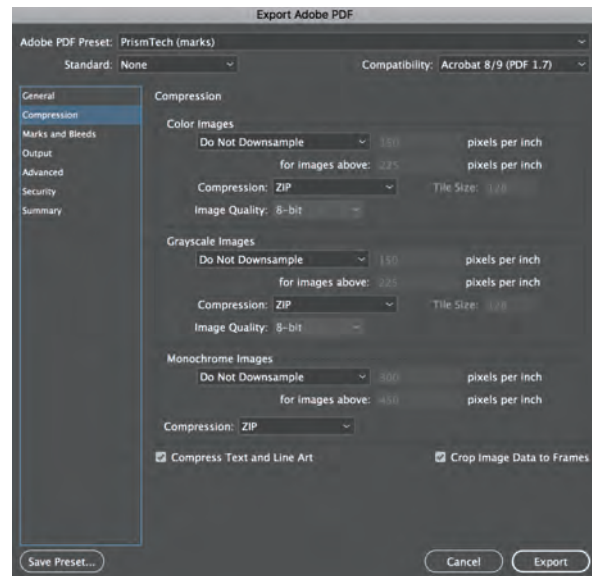 Export Adobe PDF
Adobe PDF Preset: PrismTech (marks)
Standard: None Compatibility: Acrobat 8/9 (PDF 1.7)
General
Compression
Marks and Bleeds
Output
Advanced
Security
Summary
Compression
Color Images
Do Not Downsample 150 pixels per inch
for images above: 225 pixels per inch
Compression: ZIP Tile Size: 128
Image Quality: 8-bit
Grayscale Images
Do Not Downsample 150 pixels per inch
for images above: 225 pixels per inch
Compression: ZIP Tile Size: 128
Image Quality: 8-bit
Monochrome Images
Do Not Downsample 300 pixels per inch
for images above: 450 pixels per inch
Compression: ZIP
Compress Text and Line Art Crop Image Data to Frames
Save Preset... Cancel Export